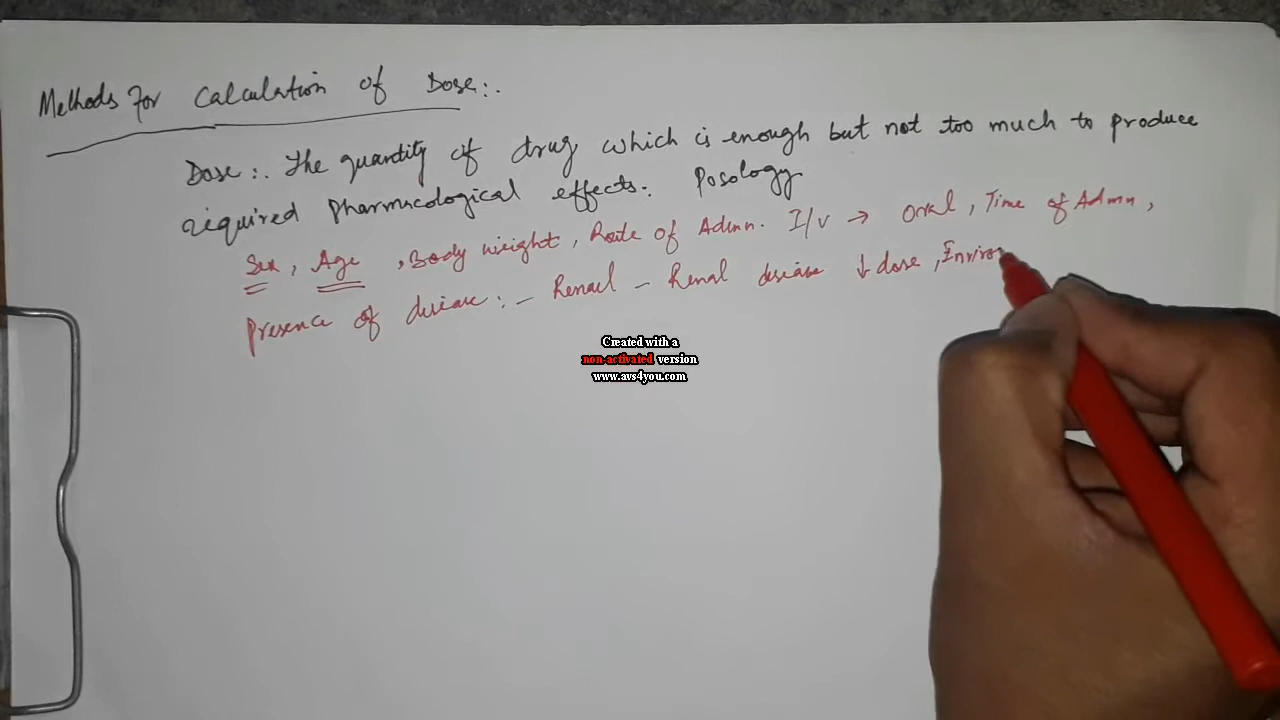 Methods For Calculation of Dose:.
Dose:. The quantity of drug which is enough but not too much to produce
required Pharmacological effects. Posology
Sex, Age, Body weight, Route of Admn. I/v → Oral, Time of Admn,
Presence of disease:- Renal - Renal disease ↓ dose, Enviro
Created with a
non-activated version
www.avs4you.com